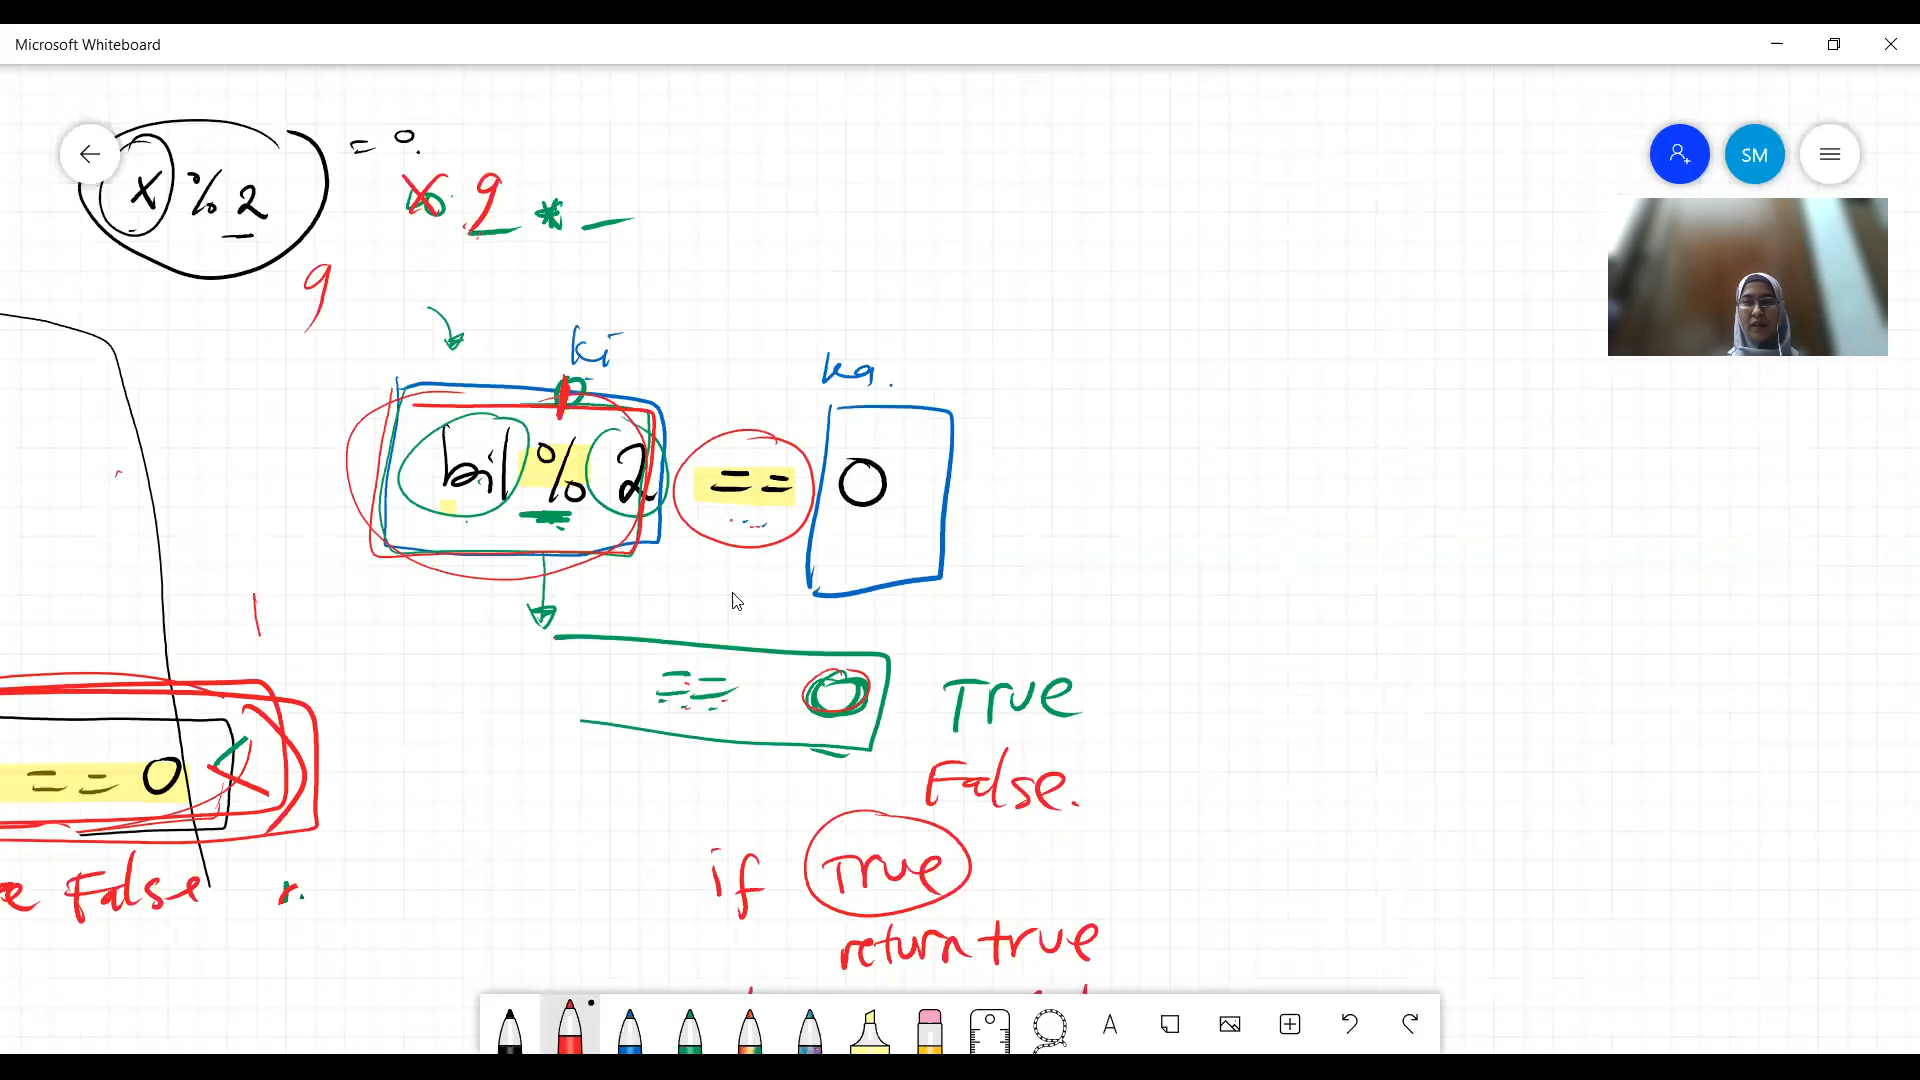 Microsoft Whiteboard
x % 2 = 0.
9
SM
9
ki
ka.
bil % 2 == 0
== 0 True
False.
== 0
if True
False
return true
A